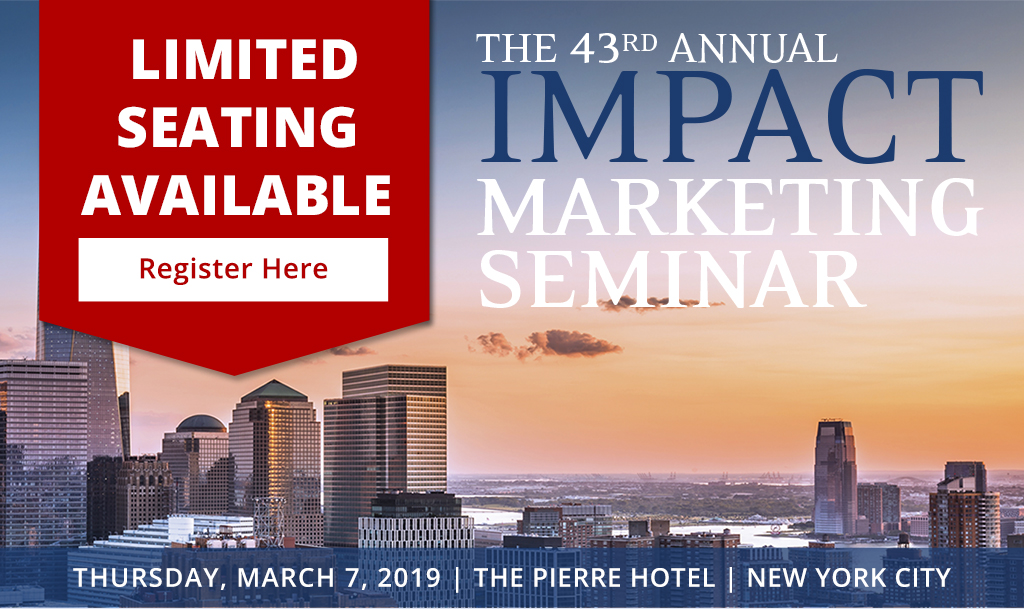 LIMITED
SEATING
AVAILABLE
Register Here
THE 43RD ANNUAL
IMPACT
MARKETING
SEMINAR
THURSDAY, MARCH 7, 2019 | THE PIERRE HOTEL | NEW YORK CITY